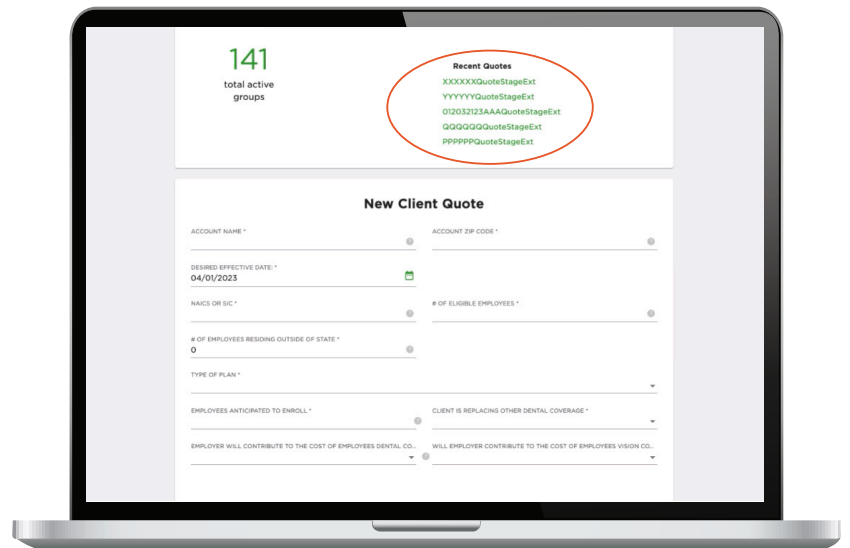 141
total active
groups
Recent Quotes
XXXXXXQuoteStageExt
YYYYYYQuoteStageExt
012032123AAAQuoteStageExt
QQQQQQQuoteStageExt
PPPPPPQuoteStageExt
New Client Quote
ACCOUNT NAME *
ACCOUNT ZIP CODE *
DESIRED EFFECTIVE DATE: *
04/01/2023
NAICS OR SIC *
# OF ELIGIBLE EMPLOYEES *
# OF EMPLOYEES RESIDING OUTSIDE OF STATE *
0
TYPE OF PLAN *
EMPLOYEES ANTICIPATED TO ENROLL *
CLIENT IS REPLACING OTHER DENTAL COVERAGE *
EMPLOYER WILL CONTRIBUTE TO THE COST OF EMPLOYEES DENTAL CO...
WILL EMPLOYER CONTRIBUTE TO THE COST OF EMPLOYEES VISION CO...